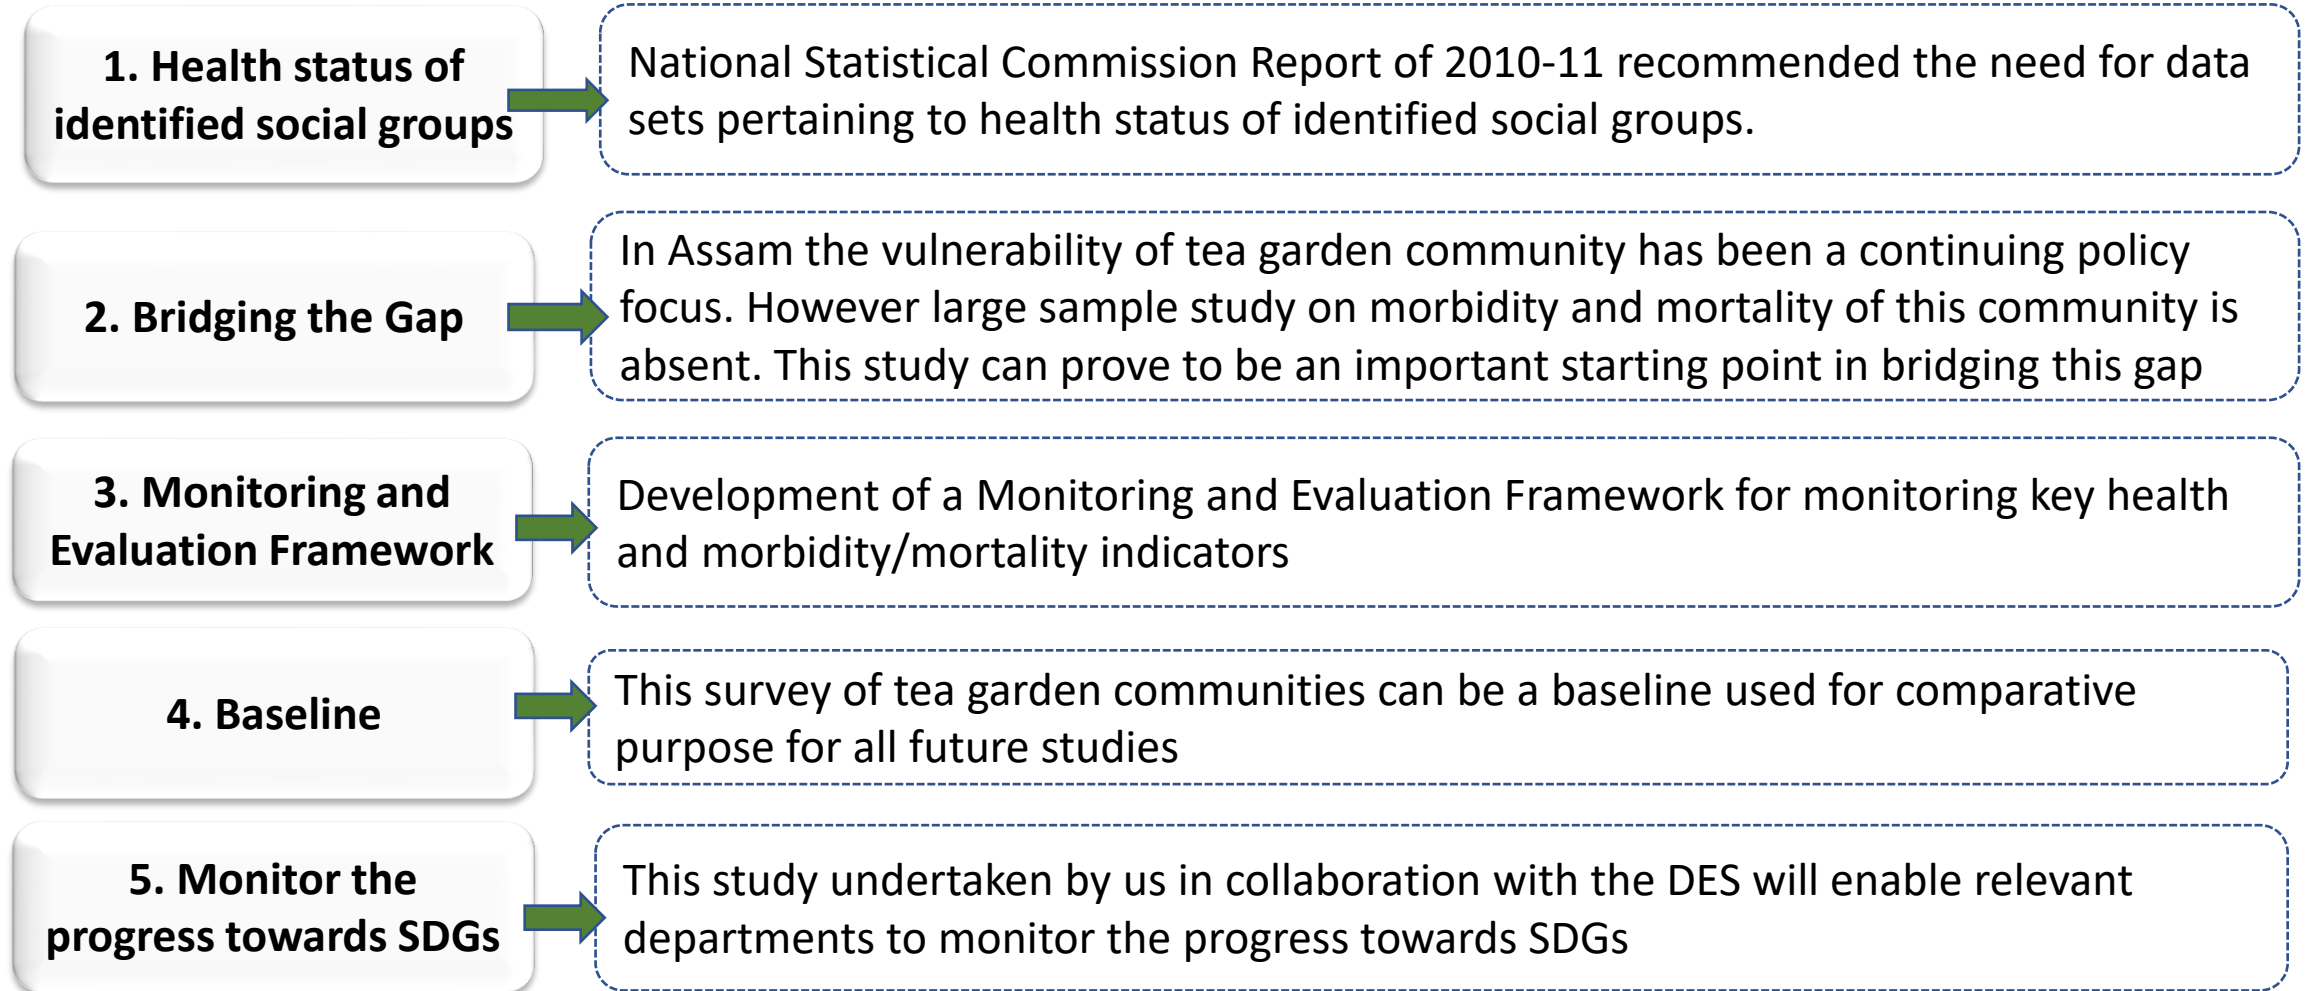 1. Health status of
identified social groups
National Statistical Commission Report of 2010-11 recommended the need for data
sets pertaining to health status of identified social groups.
2. Bridging the Gap
In Assam the vulnerability of tea garden community has been a continuing policy
focus. However large sample study on morbidity and mortality of this community is
absent. This study can prove to be an important starting point in bridging this gap
3. Monitoring and
Evaluation Framework
Development of a Monitoring and Evaluation Framework for monitoring key health
and morbidity/mortality indicators
4. Baseline
This survey of tea garden communities can be a baseline used for comparative
purpose for all future studies
5. Monitor the
progress towards SDGs
This study undertaken by us in collaboration with the DES will enable relevant
departments to monitor the progress towards SDGs